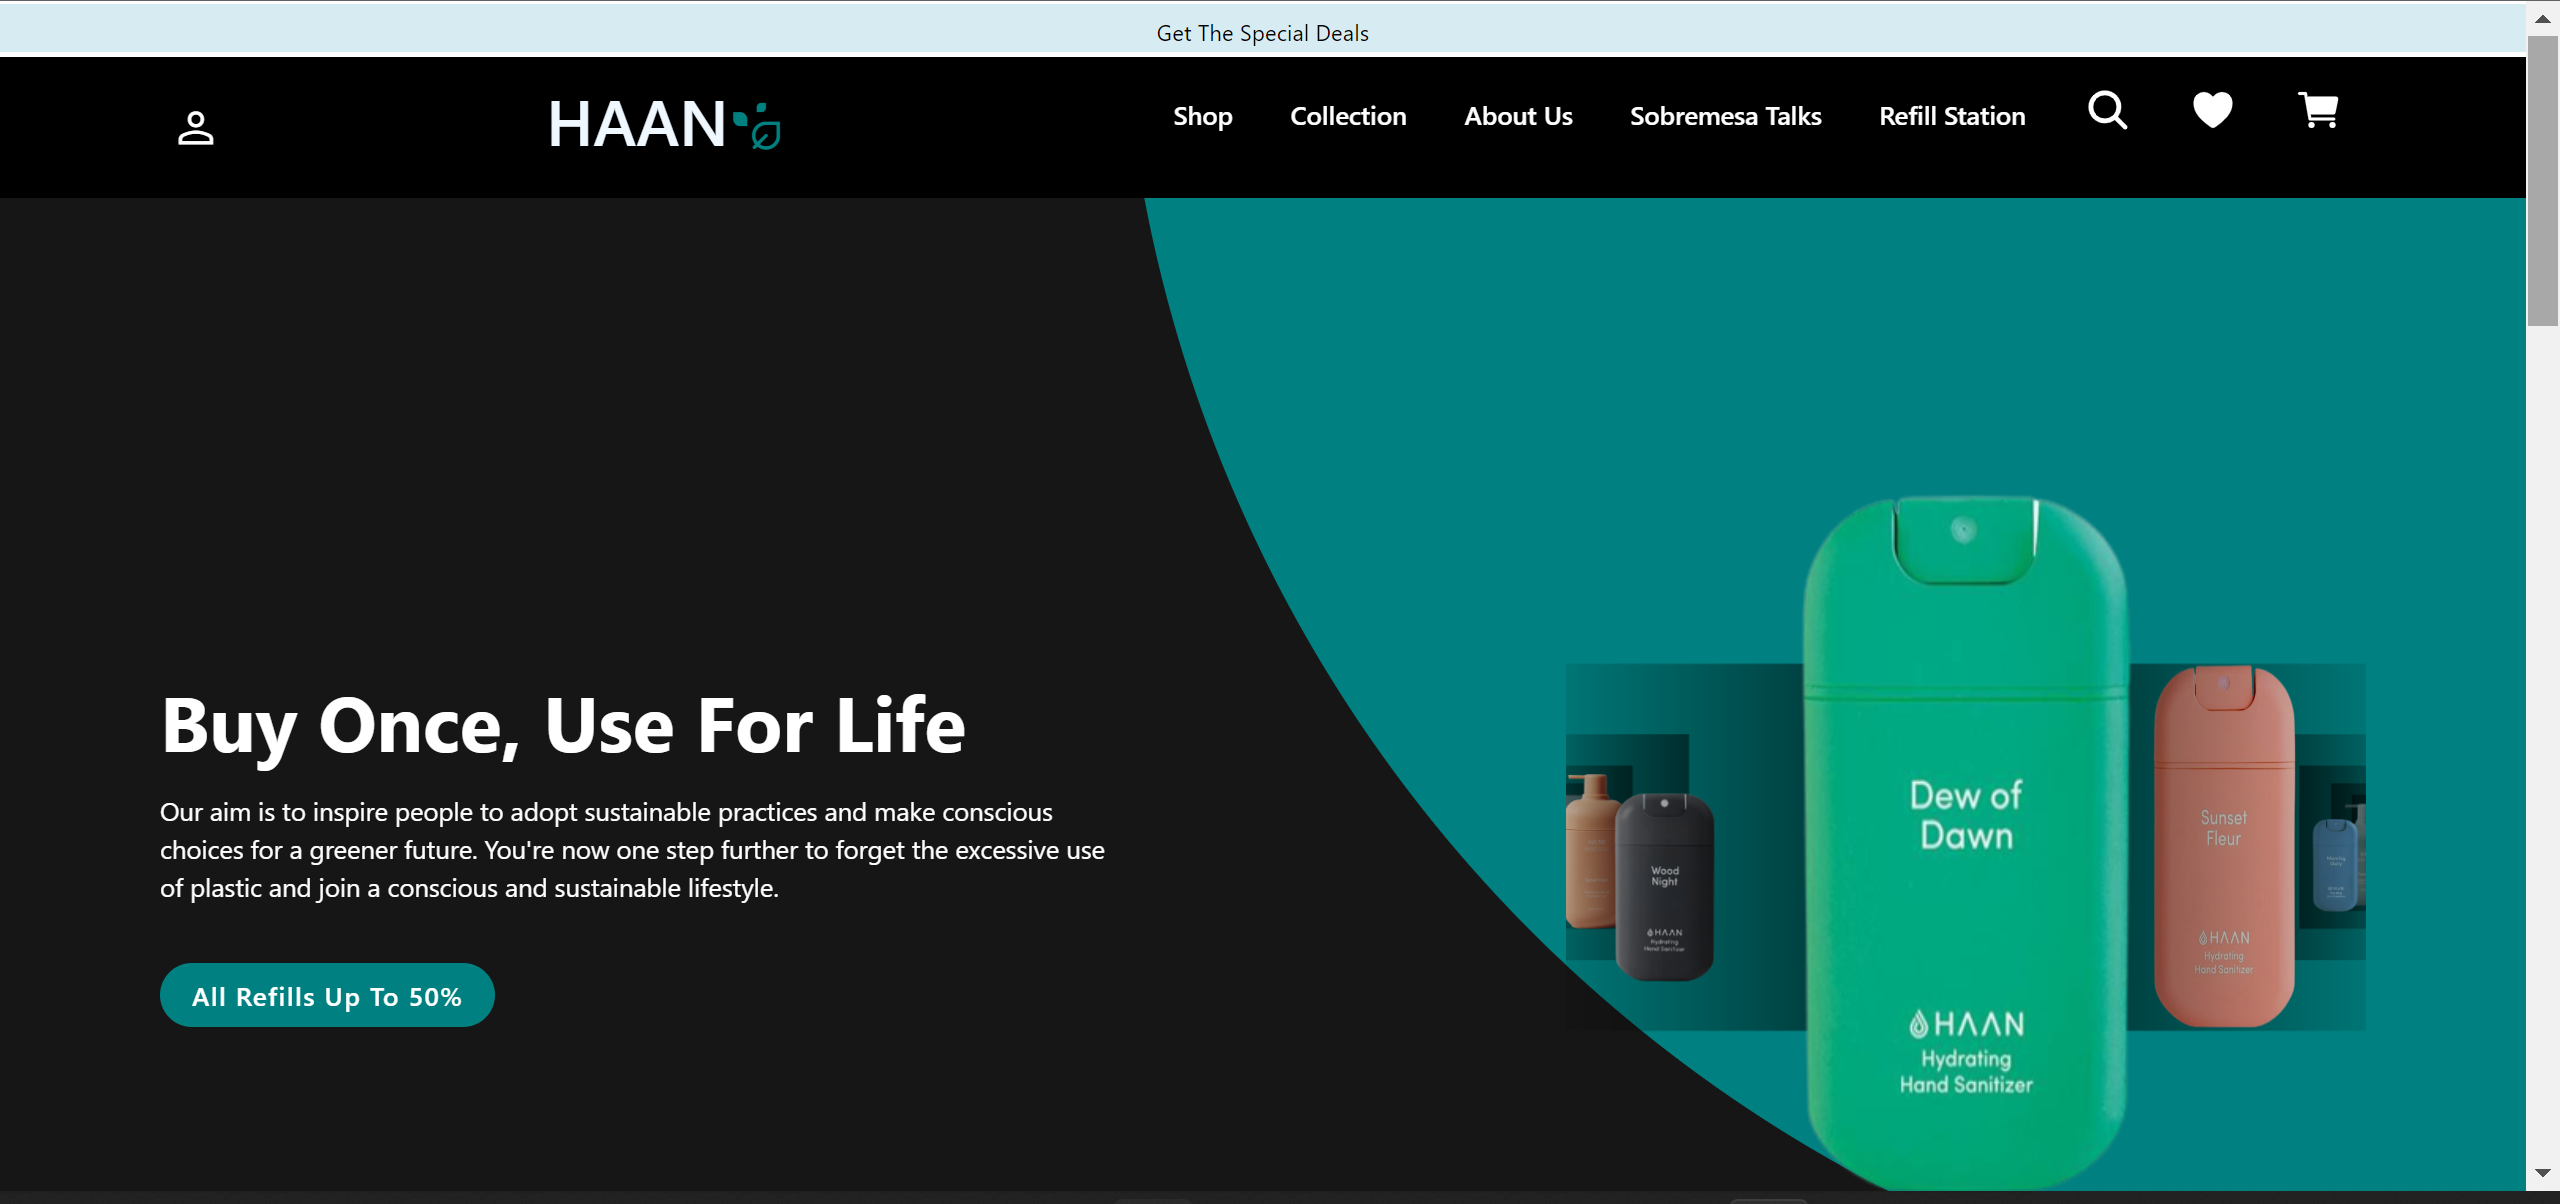 Get The Special Deals
HAAN
Shop Collection About Us Sobremesa Talks Refill Station
Buy Once, Use For Life
Our aim is to inspire people to adopt sustainable practices and make conscious
choices for a greener future. You're now one step further to forget the excessive use
of plastic and join a conscious and sustainable lifestyle.
All Refills Up To 50%
Wood
Night
HAAN
Hydrating
Hand Sanitizer
Dew of
Dawn
HAAN
Hydrating
Hand Sanitizer
Sunset
Fleur
HAAN
Hydrating
Hand Sanitizer